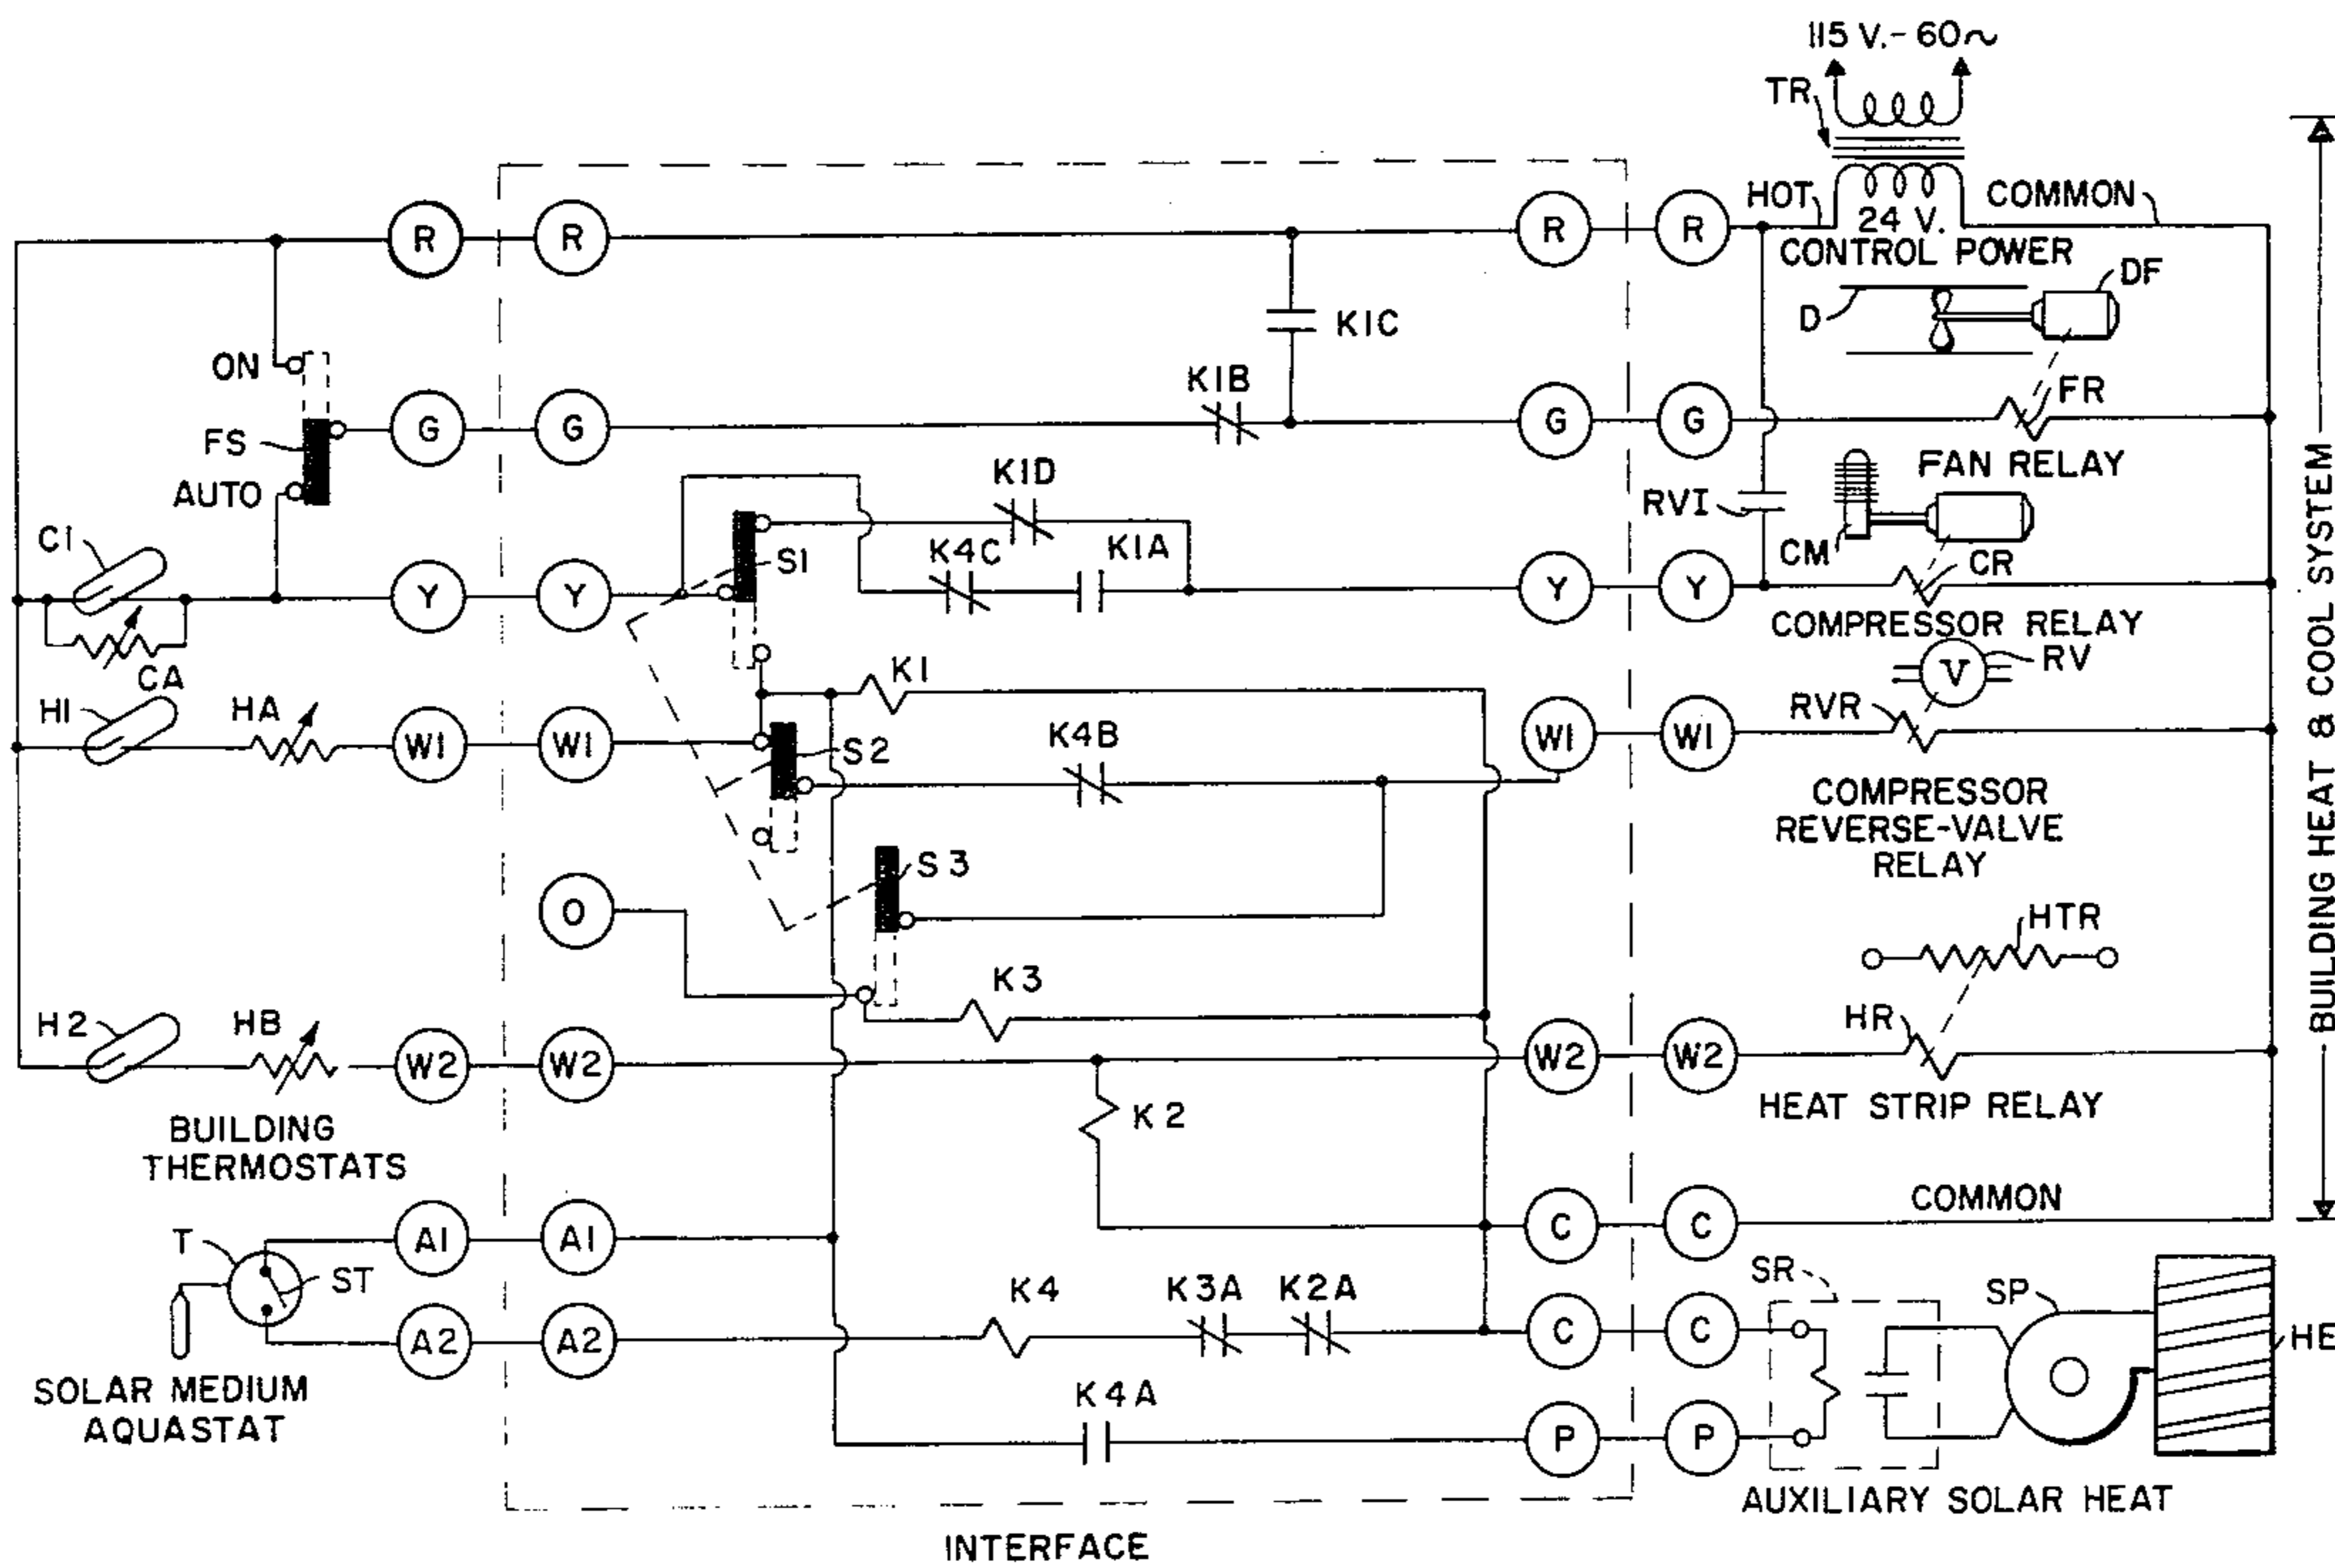 115 V.- 60~
TR
HOT
COMMON
24 V.
CONTROL POWER
R
R
R
R
DF
D
K1C
ON
K1B
FR
G
G
G
G
FS
FAN RELAY
K1D
AUTO
RVI
C1
K4C
K1A
CM
S1
CR
Y
Y
Y
Y
COMPRESSOR RELAY
CA
K1
V
RV
H1
HA
RVR
W1
W1
S2
K4B
W1
W1
COMPRESSOR
REVERSE-VALVE
RELAY
S3
O
HTR
K3
H2
HB
HR
W2
W2
W2
W2
HEAT STRIP RELAY
K2
BUILDING
THERMOSTATS
COMMON
A1
A1
C
C
T
ST
K4
K3A
K2A
SR
SP
A2
A2
C
C
HE
SOLAR MEDIUM
AQUASTAT
K4A
P
P
AUXILIARY SOLAR HEAT
INTERFACE
BUILDING HEAT & COOL SYSTEM